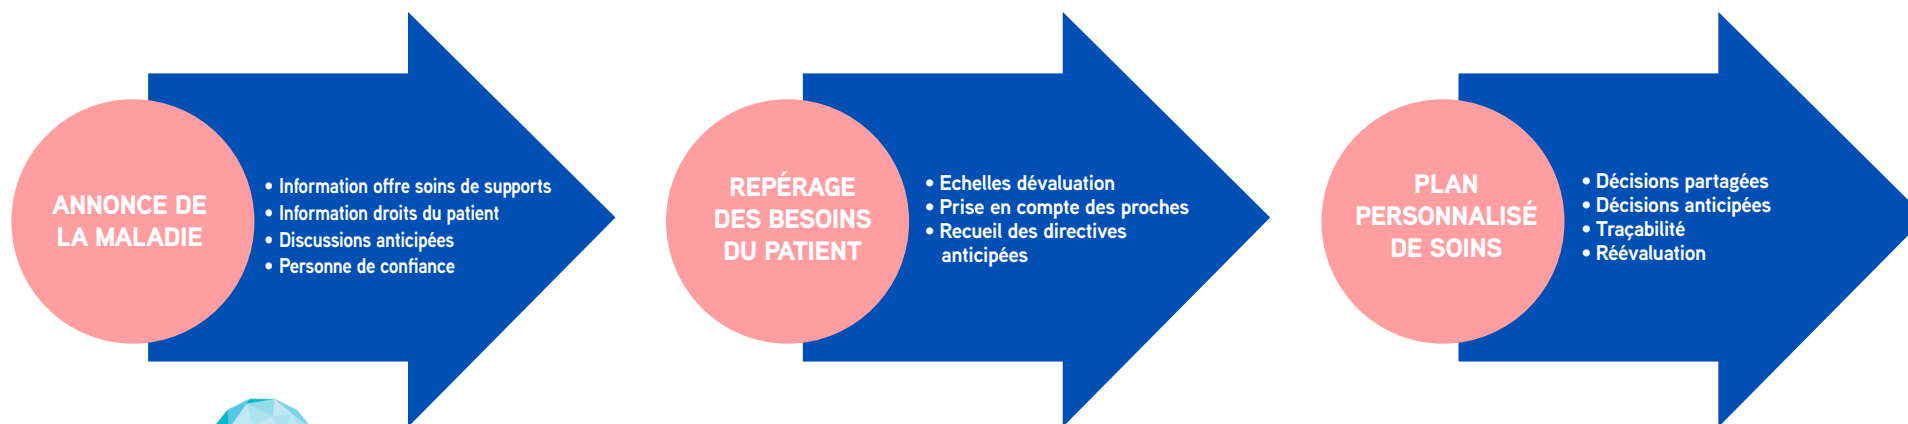 ANNONCE DE
LA MALADIE
• Information offre soins de supports
• Information droits du patient
• Discussions anticipées
• Personne de confiance
REPÉRAGE
DES BESOINS
DU PATIENT
• Echelles dévaluation
• Prise en compte des proches
• Recueil des directives
anticipées
PLAN
PERSONNALISÉ
DE SOINS
• Décisions partagées
• Décisions anticipées
• Traçabilité
• Réévaluation